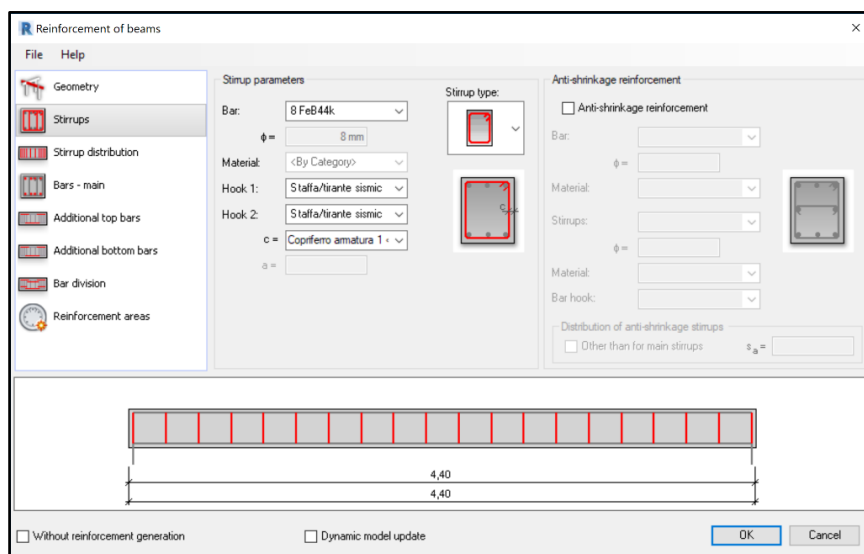 Reinforcement of beams
File Help
Geometry
Stirrups
Stirrup distribution
Bars - main
Additional top bars
Additional bottom bars
Bar division
Reinforcement areas
Stirrup parameters
Bar: 8 FeB44k
ϕ = 8 mm
Material: <By Category>
Hook 1: Staffa/tirante sismic
Hook 2: Staffa/tirante sismic
c = Copriferro armatura 1
a =
Stirrup type:
c
Anti-shrinkage reinforcement
Anti-shrinkage reinforcement
Bar:
ϕ =
Material:
Stirrups:
ϕ =
Material:
Bar hook:
Distribution of anti-shrinkage stirrups
Other than for main stirrups sa =
4,40
4,40
Without reinforcement generation Dynamic model update OK Cancel